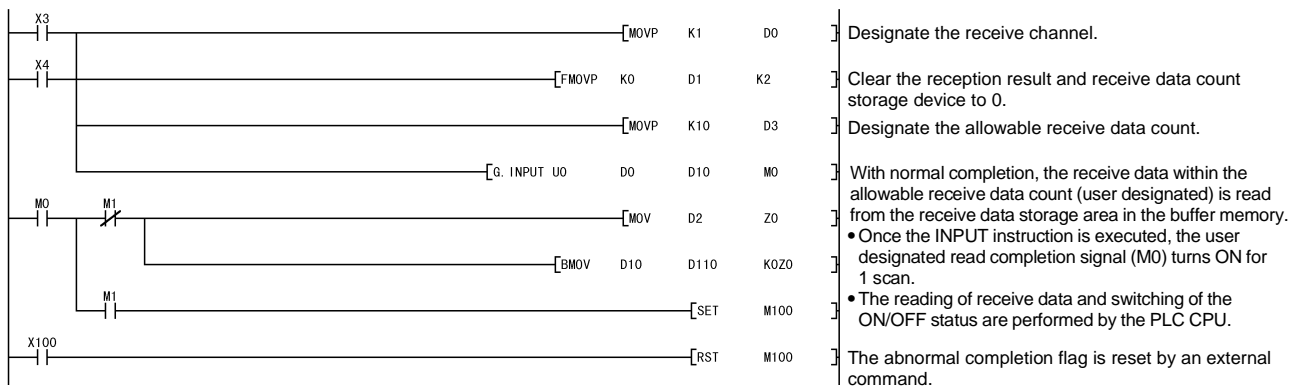 X3
MOVP K1 D0 Designate the receive channel.
X4
FMOVP K0 D1 K2 Clear the reception result and receive data count
storage device to 0.
MOVP K10 D3 Designate the allowable receive data count.
G.INPUT U0 D0 D10 M0 With normal completion, the receive data within the
allowable receive data count (user designated) is read
M0 M1
MOV D2 Z0 from the receive data storage area in the buffer memory.
• Once the INPUT instruction is executed, the user
BMOV D10 D110 K0Z0 designated read completion signal (M0) turns ON for
1 scan.
M1
SET M100 • The reading of receive data and switching of the
ON/OFF status are performed by the PLC CPU.
X100
RST M100 The abnormal completion flag is reset by an external
command.